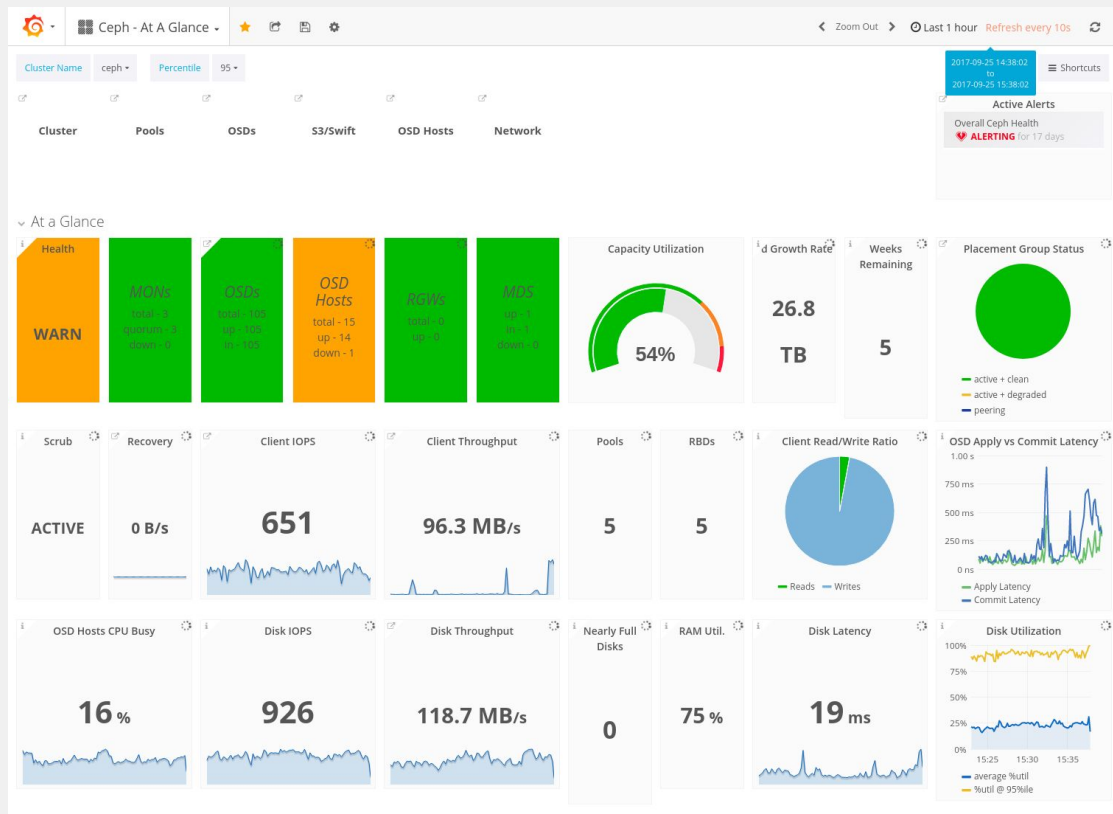 Ceph - At A Glance
Zoom Out
Last 1 hour Refresh every 10s
Cluster Name
ceph
Percentile
95
2017-09-25 14:38:02
to
2017-09-25 15:38:02
Shortcuts
Cluster
Pools
OSDs
S3/Swift
OSD Hosts
Network
Active Alerts
Overall Ceph Health
ALERTING for 17 days
At a Glance
Health
WARN
MONs
total - 3
quorum - 3
down - 0
OSDs
total - 105
up - 105
in - 105
OSD
Hosts
total - 15
up - 14
down - 1
RGWs
total - 0
up - 0
MDS
up - 1
in - 1
down - 0
Capacity Utilization
54%
d Growth Rate
26.8
TB
Weeks
Remaining
5
Placement Group Status
active + clean
active + degraded
peering
Scrub
ACTIVE
Recovery
0 B/s
Client IOPS
651
Client Throughput
96.3 MB/s
Pools
5
RBDs
5
Client Read/Write Ratio
Reads
Writes
OSD Apply vs Commit Latency
1.00 s
750 ms
500 ms
250 ms
0 ns
Apply Latency
Commit Latency
OSD Hosts CPU Busy
16 %
Disk IOPS
926
Disk Throughput
118.7 MB/s
Nearly Full
Disks
0
RAM Util.
75 %
Disk Latency
19 ms
Disk Utilization
100%
75%
50%
25%
0%
15:25
15:30
15:35
average %util
%util @ 95%ile